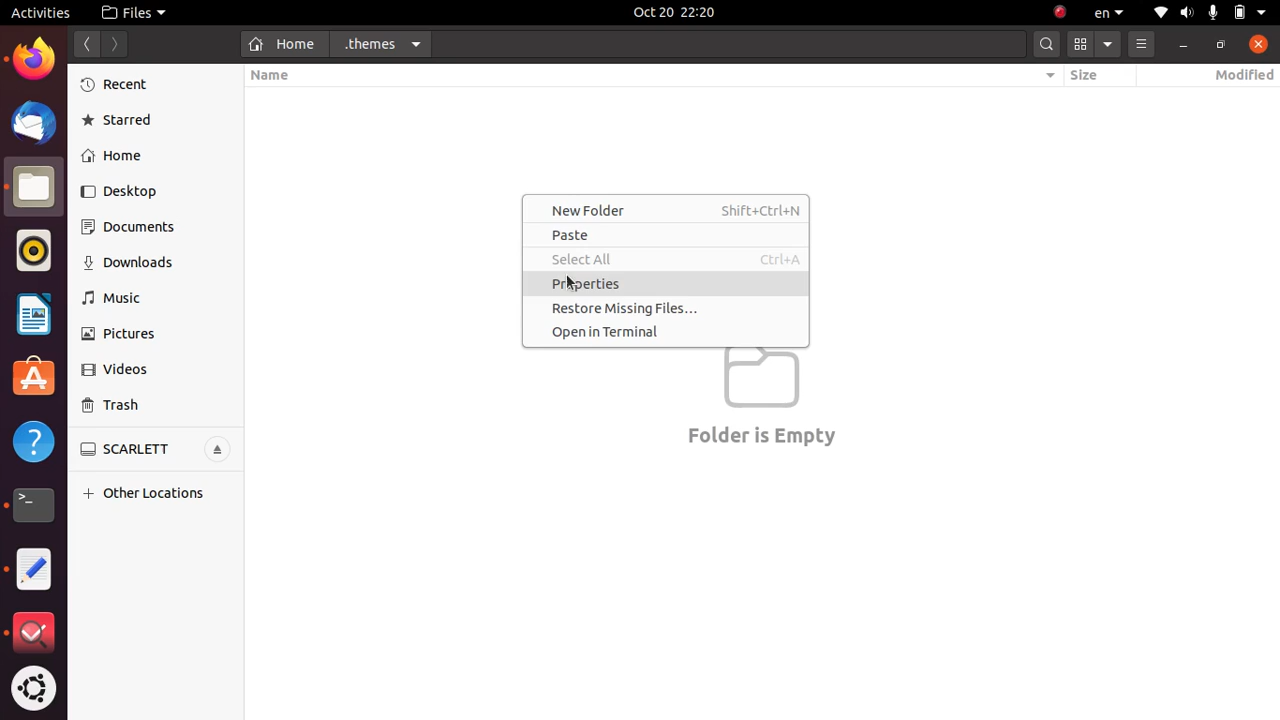 Activities Files Oct 20 22:20 en
Home .themes
Name Size Modified
Recent
Starred
Home
Desktop
Documents
Downloads
Music
Pictures
Videos
Trash
SCARLETT
Other Locations
New Folder Shift+Ctrl+N
Paste
Select All Ctrl+A
Properties
Restore Missing Files...
Open in Terminal
Folder is Empty